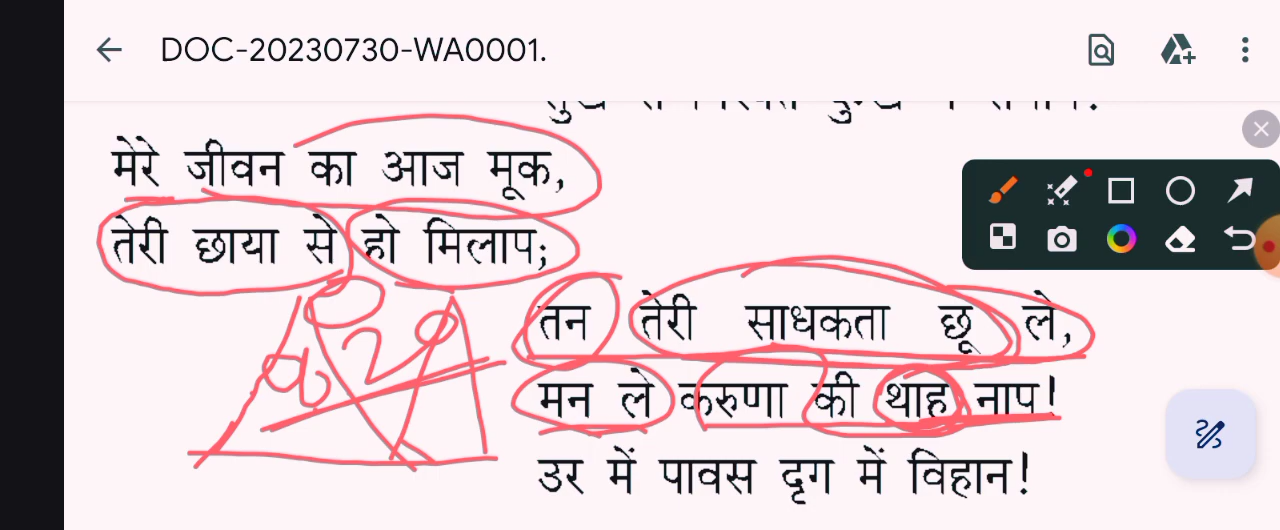 DOC-20230730-WA0001.
मेरे जीवन का आज मूक,
तेरी छाया से हो मिलाप;
तन तेरी साधकता छू ले,
मन ले करुणा की थाह नाप!
उर में पावस दृग में विहान!